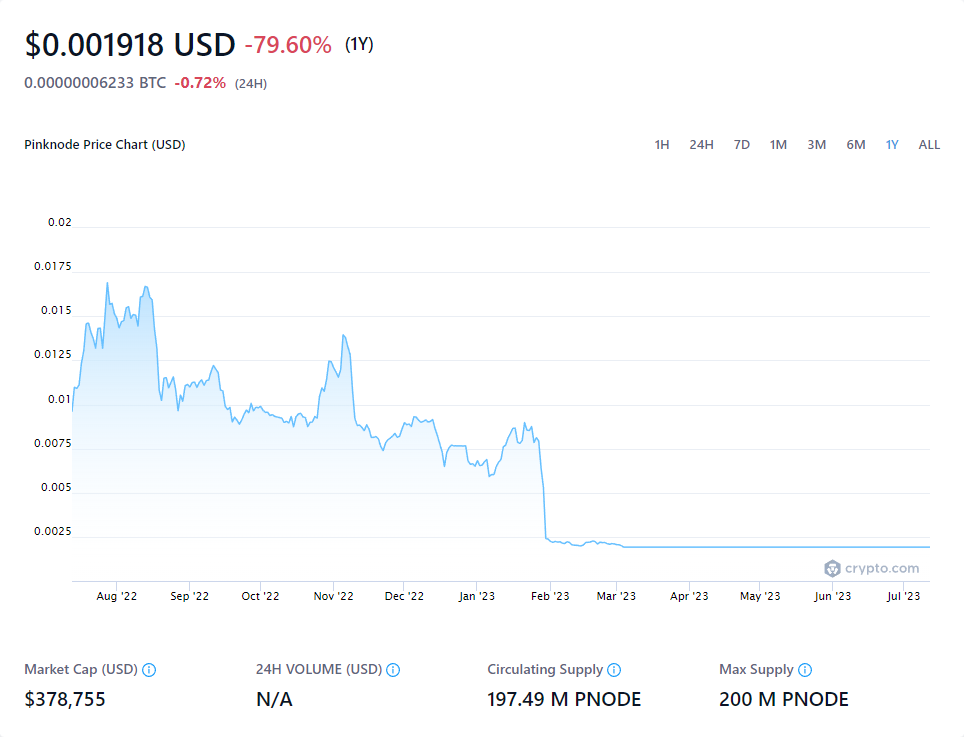 $0.001918 USD -79.60% (1Y)
0.00000006233 BTC -0.72% (24H)
Pinknode Price Chart (USD) 1H 24H 7D 1M 3M 6M 1Y ALL
0.02
0.0175
0.015
0.0125
0.01
0.0075
0.005
0.0025
crypto.com
Aug '22 Sep '22 Oct '22 Nov '22 Dec '22 Jan '23 Feb '23 Mar '23 Apr '23 May '23 Jun '23 Jul '23
Market Cap (USD) 24H VOLUME (USD) Circulating Supply Max Supply
$378,755 N/A 197.49 M PNODE 200 M PNODE